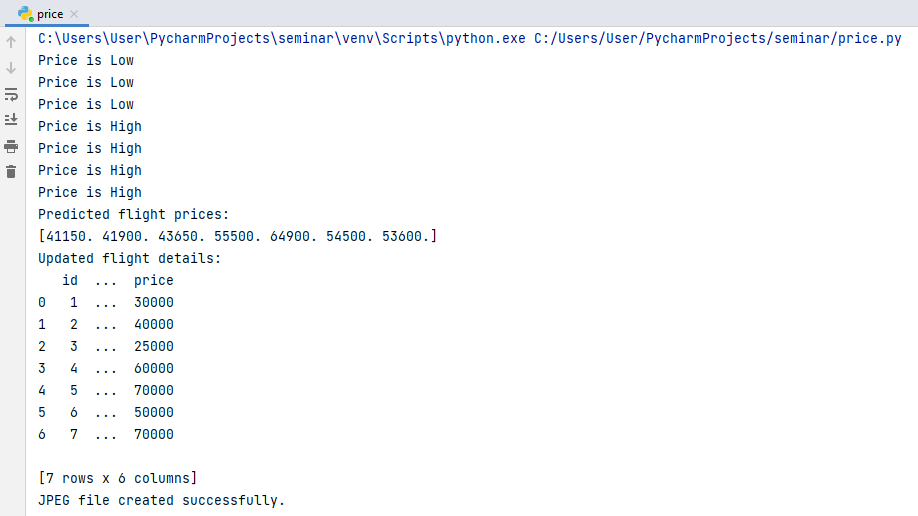 price
C:\Users\User\PycharmProjects\seminar\venv\Scripts\python.exe C:/Users/User/PycharmProjects/seminar/price.py
Price is Low
Price is Low
Price is Low
Price is High
Price is High
Price is High
Price is High
Predicted flight prices:
[41150. 41900. 43650. 55500. 64900. 54500. 53600.]
Updated flight details:
   id  ...  price
0   1  ...  30000
1   2  ...  40000
2   3  ...  25000
3   4  ...  60000
4   5  ...  70000
5   6  ...  50000
6   7  ...  70000
[7 rows x 6 columns]
JPEG file created successfully.